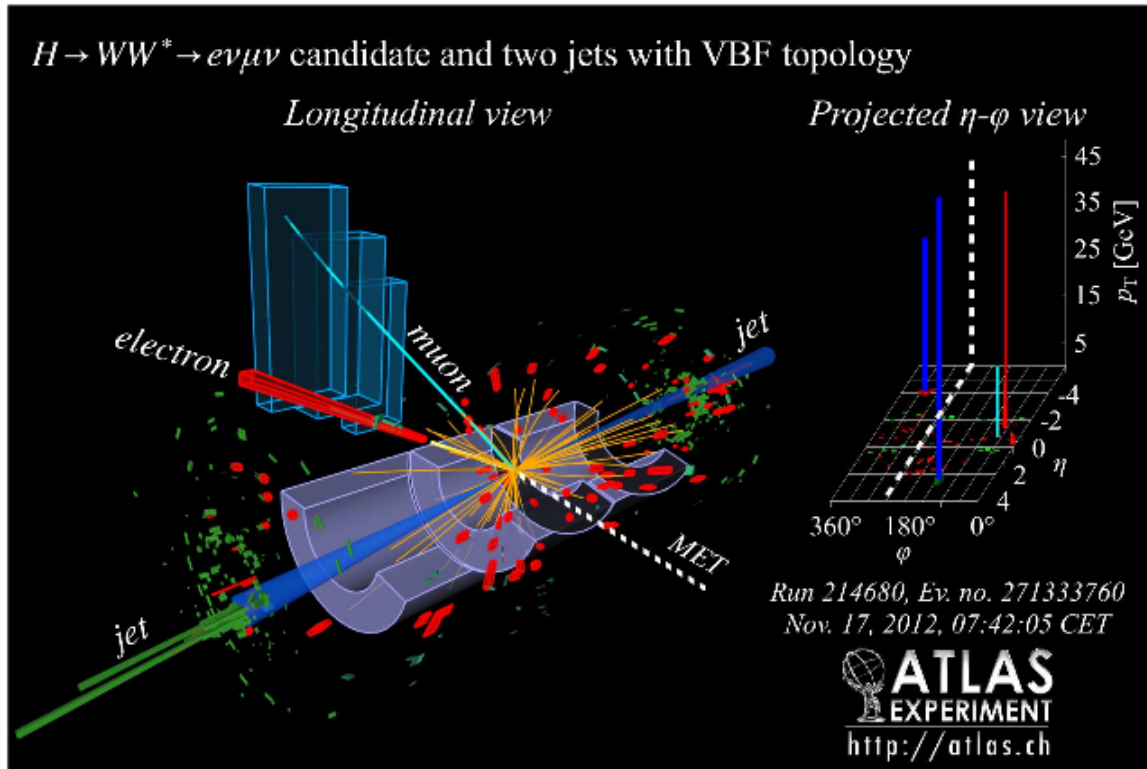 H → WW* → eνμν candidate and two jets with VBF topology
Longitudinal view
Projected η-φ view
electron
muon
jet
MET
jet
45
35
25
15
5
pT [GeV]
-4
-2
0
2
4
η
360°
180°
0°
φ
Run 214680, Ev. no. 271333760
Nov. 17, 2012, 07:42:05 CET
ATLAS
EXPERIMENT
http://atlas.ch